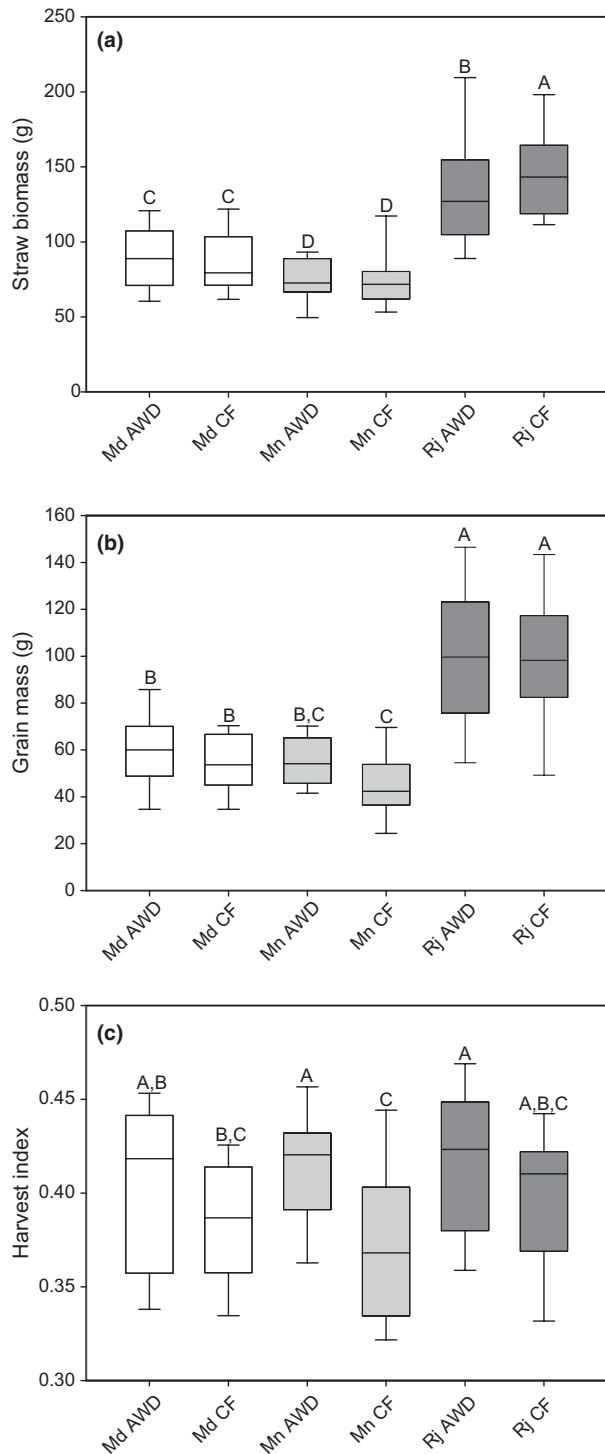 (a)
Straw biomass (g)
250
200
150
100
50
0
C
C
D
D
B
A
Md AWD
Md CF
Mn AWD
Mn CF
Rj AWD
Rj CF
(b)
Grain mass (g)
160
140
120
100
80
60
40
20
0
B
B
B,C
C
A
A
Md AWD
Md CF
Mn AWD
Mn CF
Rj AWD
Rj CF
(c)
Harvest index
0.50
0.45
0.40
0.35
0.30
A,B
B,C
A
C
A
A,B,C
Md AWD
Md CF
Mn AWD
Mn CF
Rj AWD
Rj CF